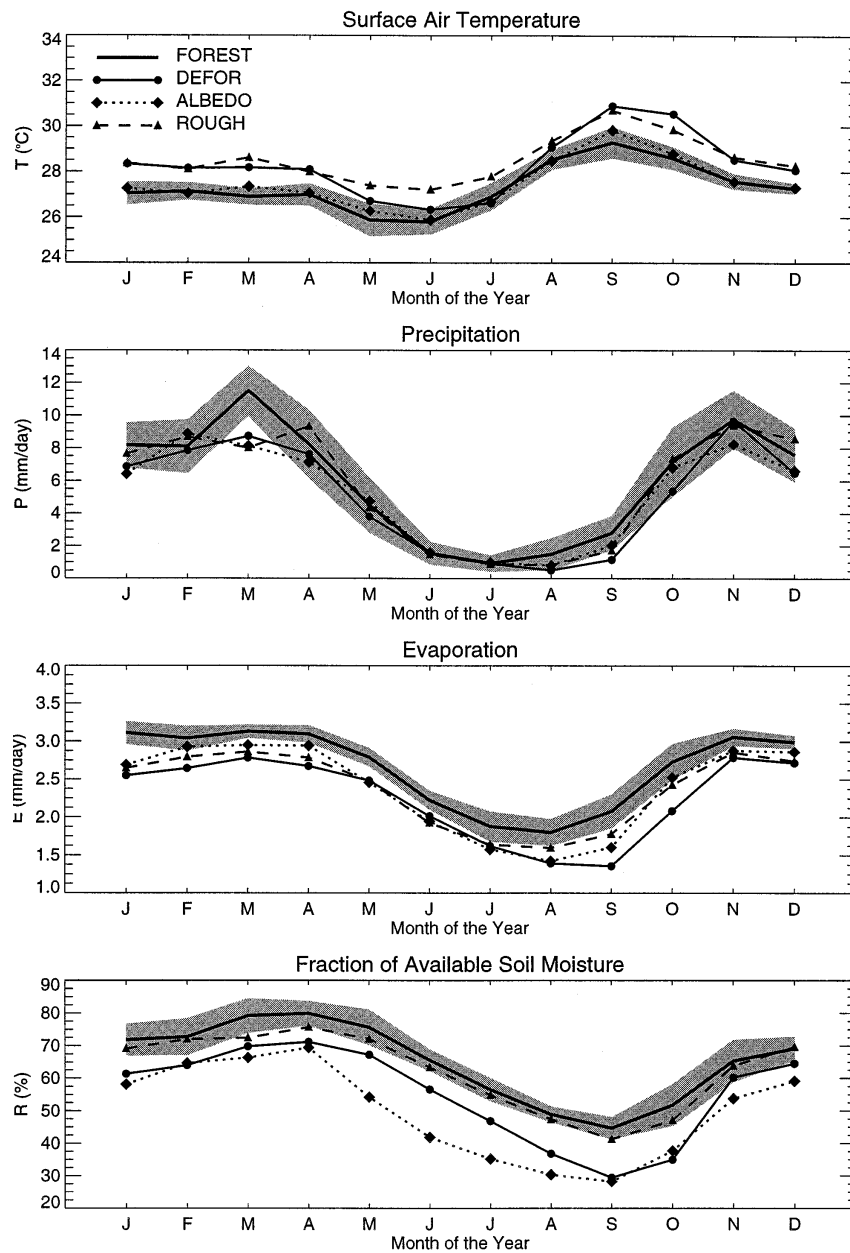 Surface Air Temperature
34
32
30
28
26
24
T (°C)
FOREST
DEFOR
ALBEDO
ROUGH
J F M A M J J A S O N D
Month of the Year
Precipitation
14
12
10
8
6
4
2
0
P (mm/day)
J F M A M J J A S O N D
Month of the Year
Evaporation
4.0
3.5
3.0
2.5
2.0
1.5
1.0
E (mm/day)
J F M A M J J A S O N D
Month of the Year
Fraction of Available Soil Moisture
90
80
70
60
50
40
30
20
R (%)
J F M A M J J A S O N D
Month of the Year